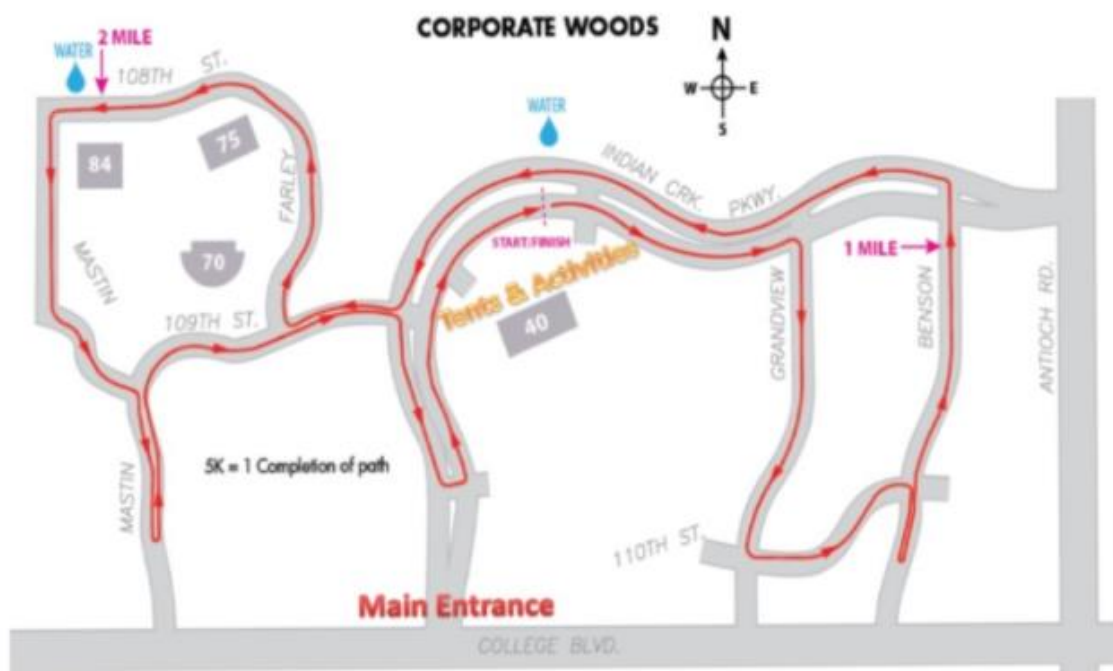 CORPORATE WOODS
N
W
E
S
2 MILE
WATER
108TH
ST.
WATER
84
75
INDIAN CRK. PKWY.
FARLEY
START/FINISH
1 MILE
MASTIN
70
Tents & Activities
109TH ST.
40
GRANDVIEW
BENSON
ANTIOCH RD.
5K = 1 Completion of path
MASTIN
110TH ST.
Main Entrance
COLLEGE BLVD.